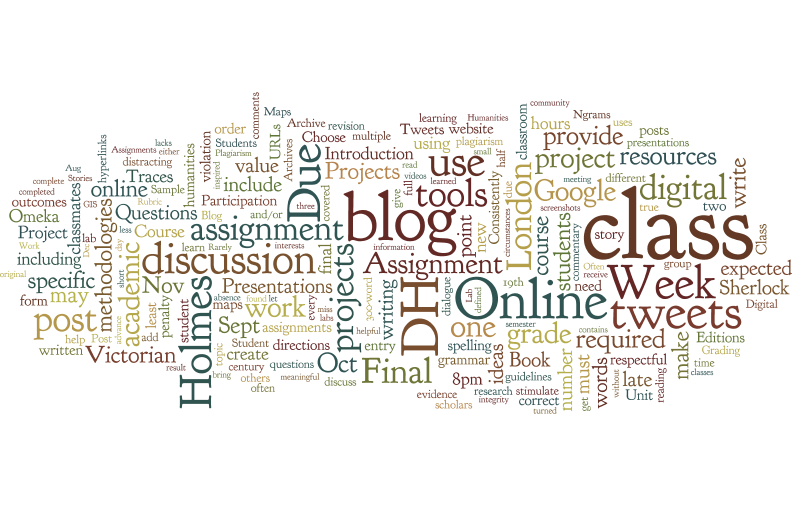 community
comments
Maps
learning
Humanities
Ngrams
Archive
revision
Tweets
website
classroom
hours
uses
posts
lacks
order
Choose
multiple
plagiarism
provide
presentations
hyperlinks
Assignments
either
violation
Students
URLs
Archives
Introduction
using
small
half
distracting
Plagiarism
Due
Projects
read
use
project
resources
Aug
Stories
Traces
humanities
inspired
value
give
full
videos
learned
Consistently
due
meeting
different
complete
completed
online
Sample
include
covered
tools
London
Google
digital
write
outcomes
classmates
Rubric
Participation
three
blog
point
new
circumstances
true
two
Omeka
GIS
methodologies
Questions
Blog
and/or
screenshots
course
students
commentary
story
class
Class
Project
Dec
lab
less
Course
assignment
Work
day
academic
learn
Rarely
interests
final
information
including
discussion
projects
Assignment
Often
receive
group
original
specific
short
Nov
Presentations
300-word
writing
DH
dialogue
Lab
defined
19th
Online
need
Week
expected
Sherlock
may
form
advance
penalty
Holmes
absence
found
let
every
miss
labs
Digital
post
least
student
maps
work
tweets
help
Post
add
Sept
assignments
helpful
one
semester
grade
contains
required
Editions
written
Victorian
topic
Student
directions
entry
spelling
ideas
Book
number
must
words
respectful
make
Grading
result
create
century
questions
Oct
Final
grammar
8pm
guidelines
without
late
reading
time
classes
bring
others
meaningful
discuss
often
evidence
research
stimulate
get
Unit
scholars
integrity
correct
turned